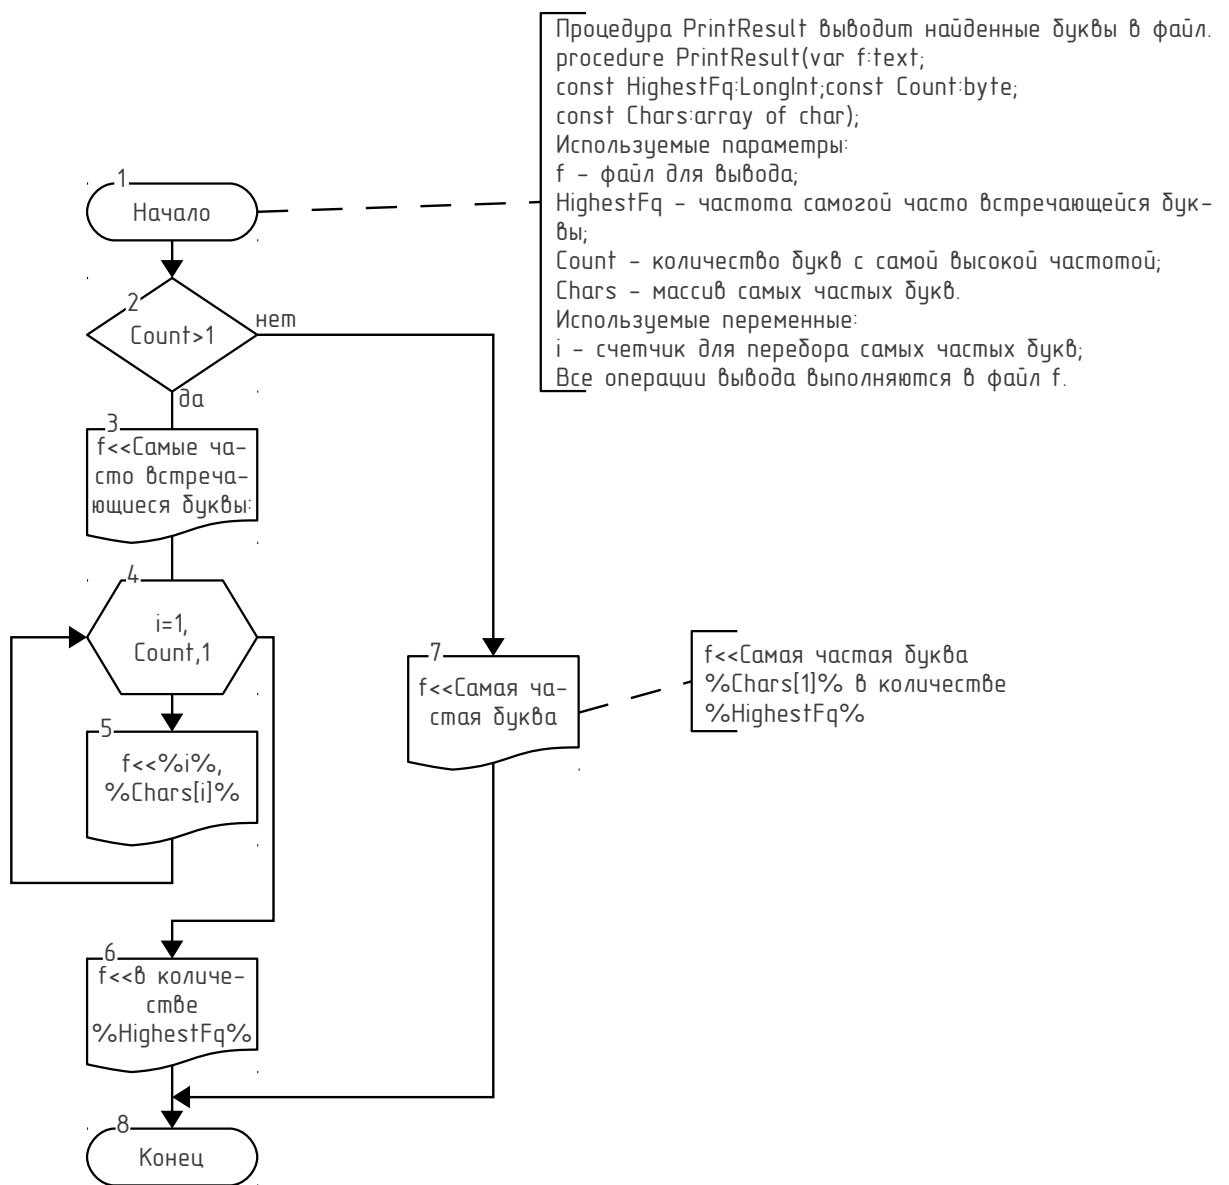 Процедура PrintResult выводит найденные буквы в файл.
procedure PrintResult(var f:text;
const HighestFq:LongInt;const Count:byte;
const Chars:array of char);
Используемые параметры:
f – файл для вывода;
HighestFq – частота самогой часто встречающейся бук-
вы;
Count – количество букв с самой высокой частотой;
Chars – массив самых частых букв.
Используемые переменные:
i – счетчик для перебора самых частых букв;
Все операции вывода выполняются в файл f.
1
Начало
2
Count>1
нет
да
3
f<<Самые ча-
сто встреча-
ющиеся буквы:
4
i=1,
Count,1
5
f<<%i%,
%Chars[i]%
6
f<<в количе-
стве
%HighestFq%
7
f<<Самая ча-
стая буква
f<<Самая частая буква
%Chars[1]% в количестве
%HighestFq%
8
Конец